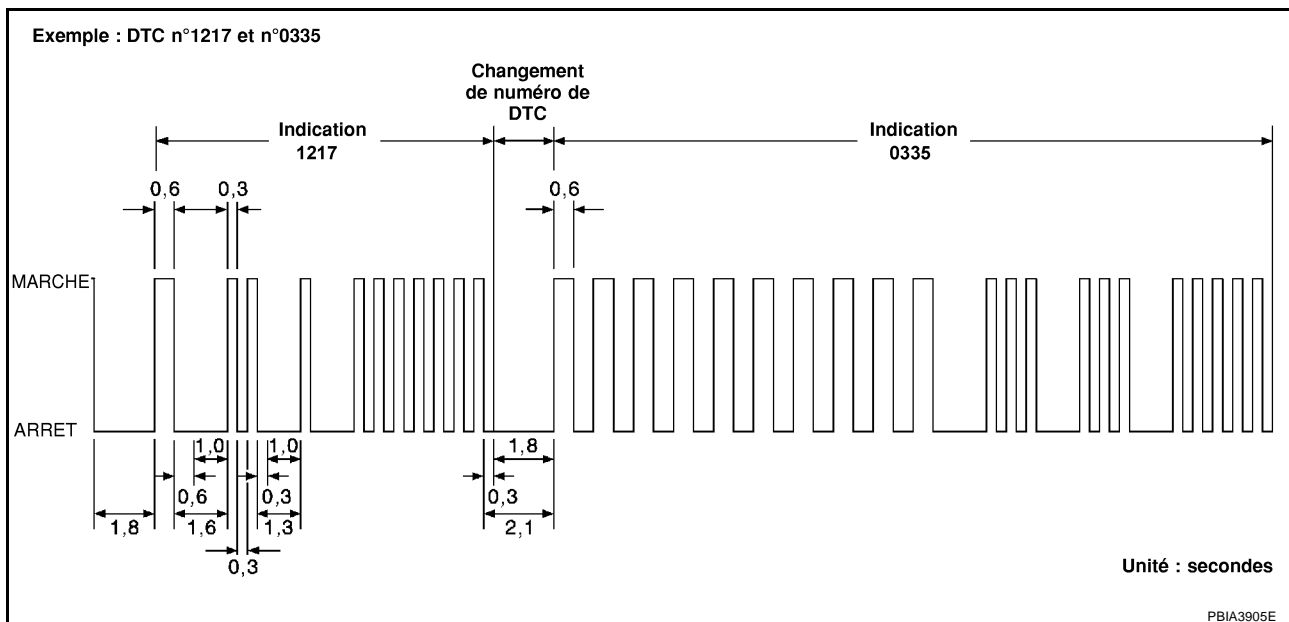 Exemple : DTC n°1217 et n°0335
Changement
de numéro de
DTC
Indication
1217
Indication
0335
0,6
0,3
0,6
MARCHE
ARRET
1,0
1,0
1,8
0,6
0,3
0,3
1,8
1,6
1,3
2,1
0,3
Unité : secondes
PBIA3905E